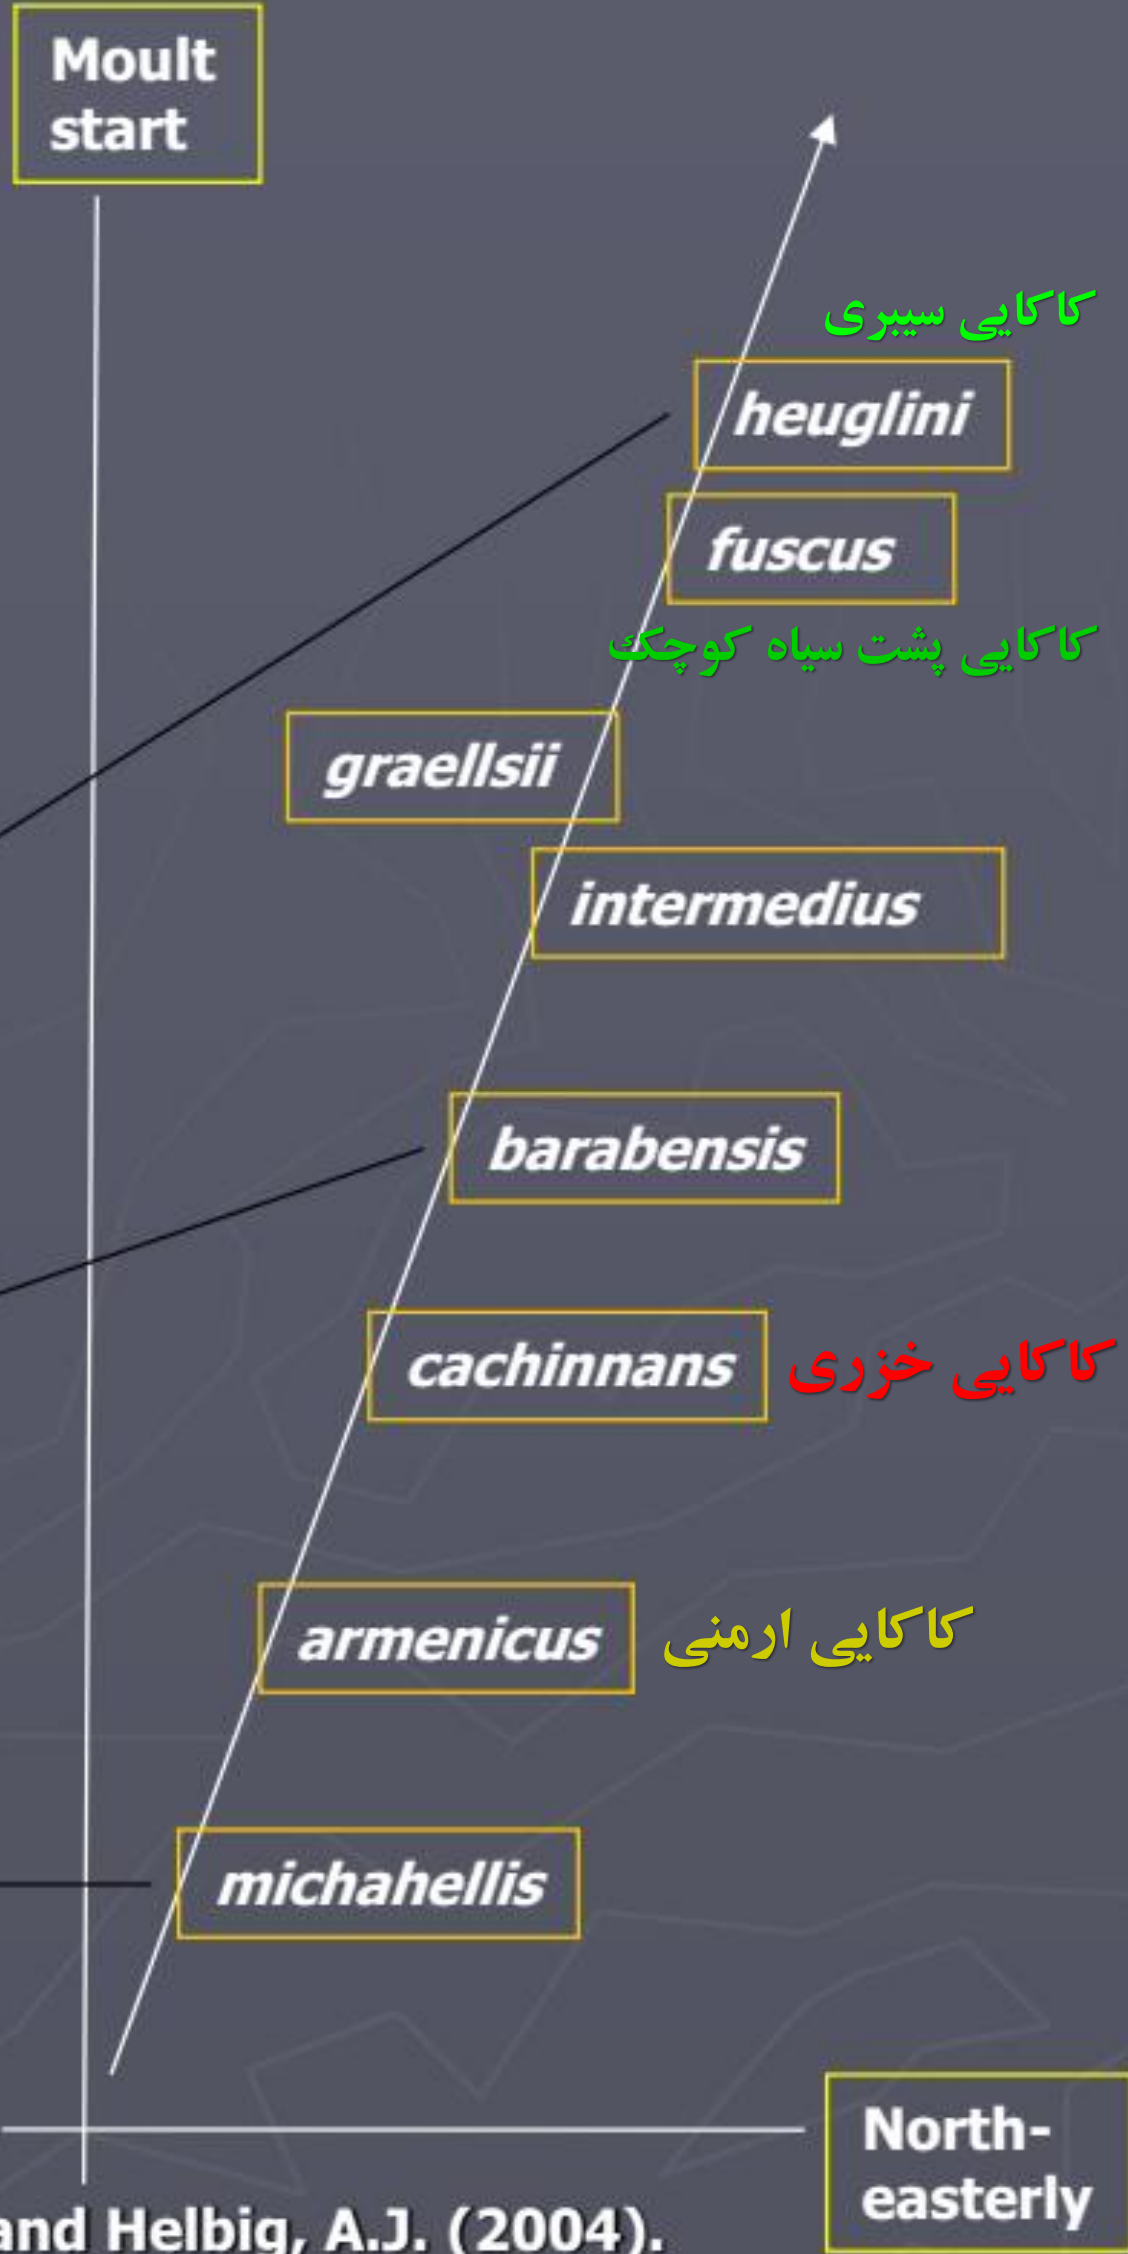 Moult
start
کاکایی سیبری
heuglini
fuscus
کاکایی پشت سیاه کوچک
graellsii
intermedius
barabensis
cachinnans کاکایی خزری
armenicus کاکایی ارمنی
michahellis
North-
easterly
and Helbig, A.J. (2004).